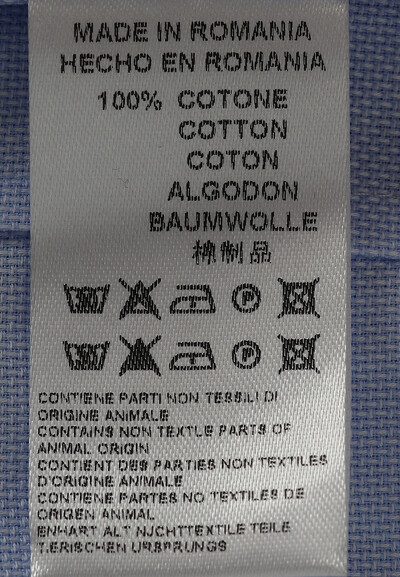 MADE IN ROMANIA
HECHO EN ROMANIA
100% COTONE
COTTON
COTON
ALGODON
BAUMWOLLE
棉制品
CONTIENE PARTI NON TESSILI DI
ORIGINE ANIMALE
CONTAINS NON TEXTLE PARTS OF
ANIMAL ORIGIN
CONTIENT DES PARTIES NON TEXTILES
D'ORIGINE ANIMALE
CONTIENE PARTES NO TEXTILES DE
ORIGEN ANIMAL
ENHART ALT NJCHTTEXTILE TEILE
T.ERISCHEN URSPRUNGS